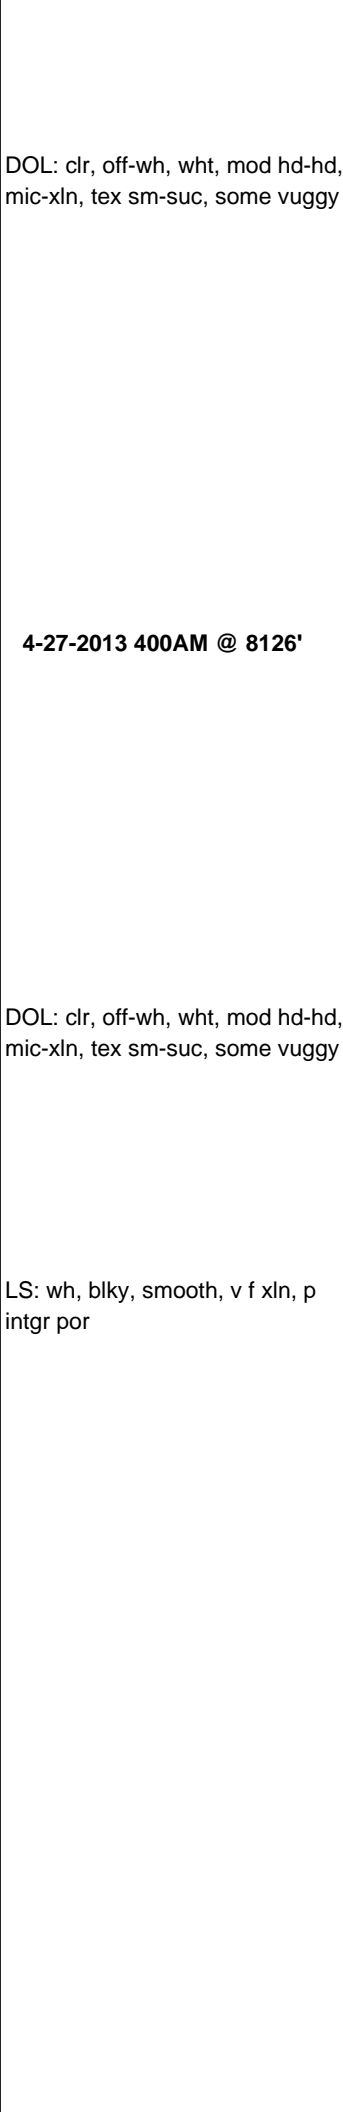 DOL: clr, off-wh, wht, mod hd-hd,
mic-xln, tex sm-suc, some vuggy
4-27-2013 400AM @ 8126'
DOL: clr, off-wh, wht, mod hd-hd,
mic-xln, tex sm-suc, some vuggy
LS: wh, blky, smooth, v f xln, p
intgr por